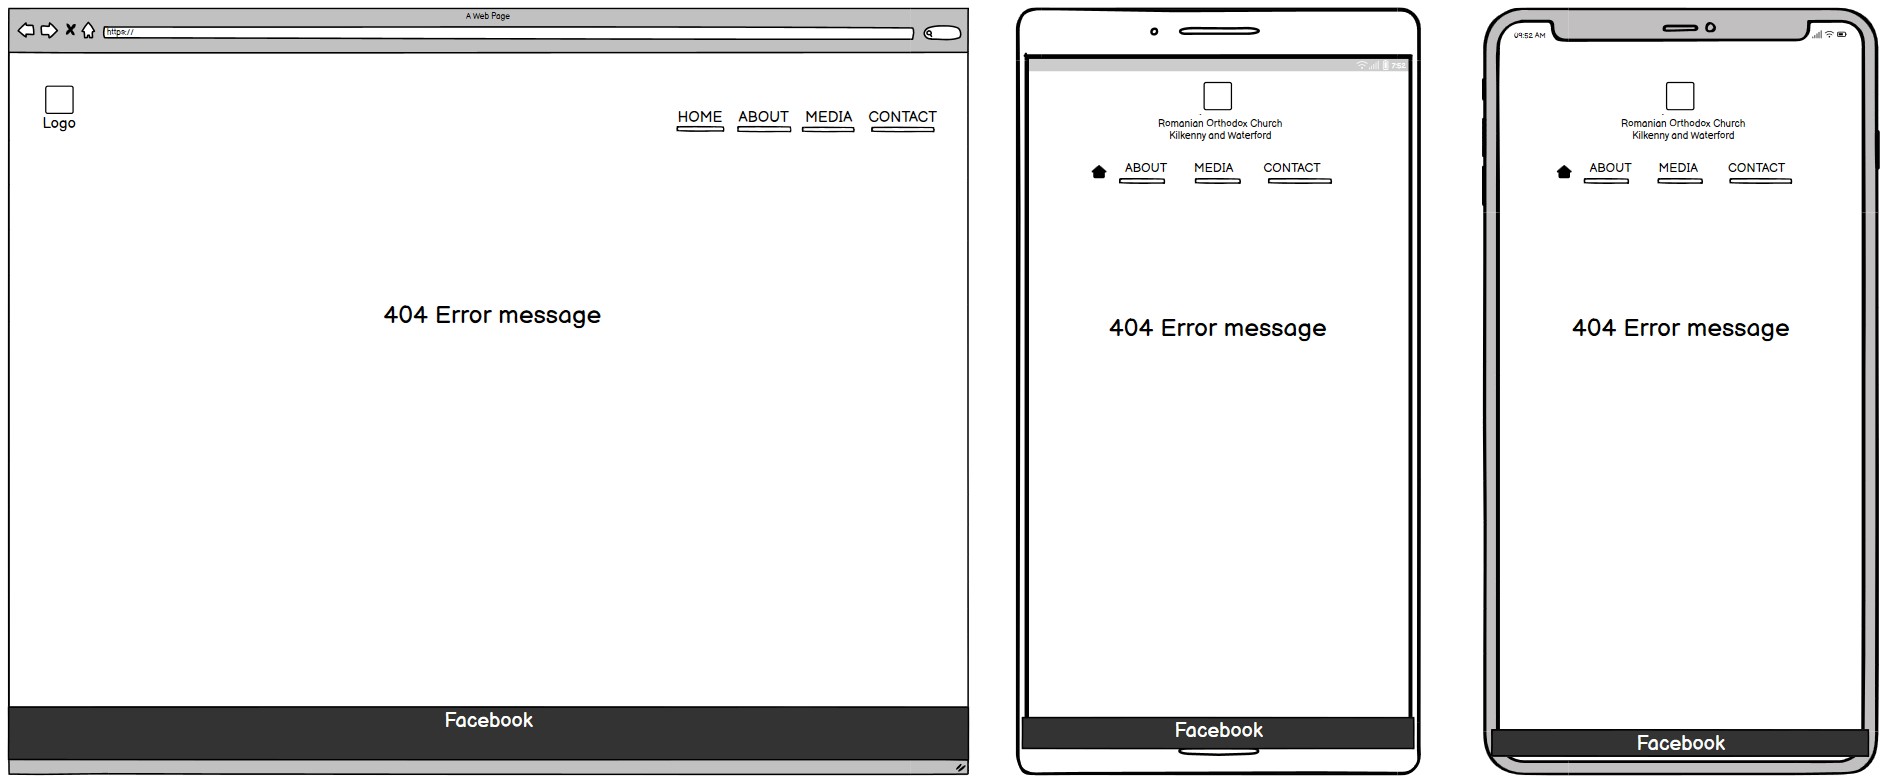 A Web Page
https://
Logo
HOME ABOUT MEDIA CONTACT
404 Error message
Facebook
7:52
Romanian Orthodox Church
Kilkenny and Waterford
ABOUT MEDIA CONTACT
404 Error message
Facebook
09:52 AM
Romanian Orthodox Church
Kilkenny and Waterford
ABOUT MEDIA CONTACT
404 Error message
Facebook